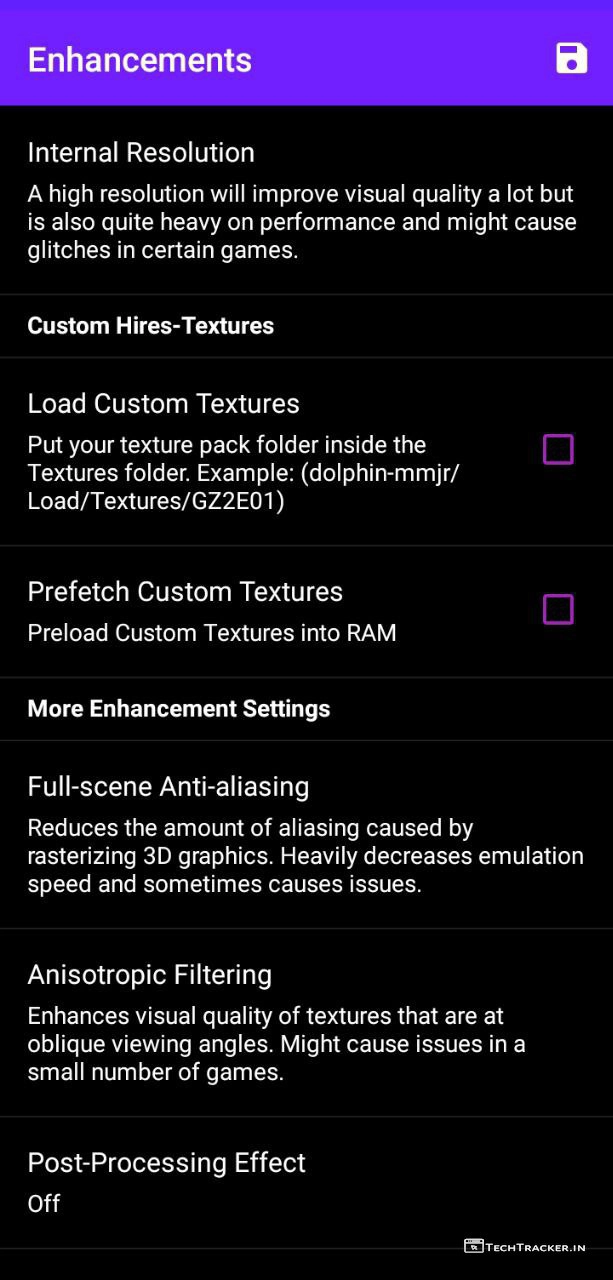 Enhancements
Internal Resolution
A high resolution will improve visual quality a lot but
is also quite heavy on performance and might cause
glitches in certain games.
Custom Hires-Textures
Load Custom Textures
Put your texture pack folder inside the
Textures folder. Example: (dolphin-mmjr/
Load/Textures/GZ2E01)
Prefetch Custom Textures
Preload Custom Textures into RAM
More Enhancement Settings
Full-scene Anti-aliasing
Reduces the amount of aliasing caused by
rasterizing 3D graphics. Heavily decreases emulation
speed and sometimes causes issues.
Anisotropic Filtering
Enhances visual quality of textures that are at
oblique viewing angles. Might cause issues in a
small number of games.
Post-Processing Effect
Off
TECHTRACKER.IN